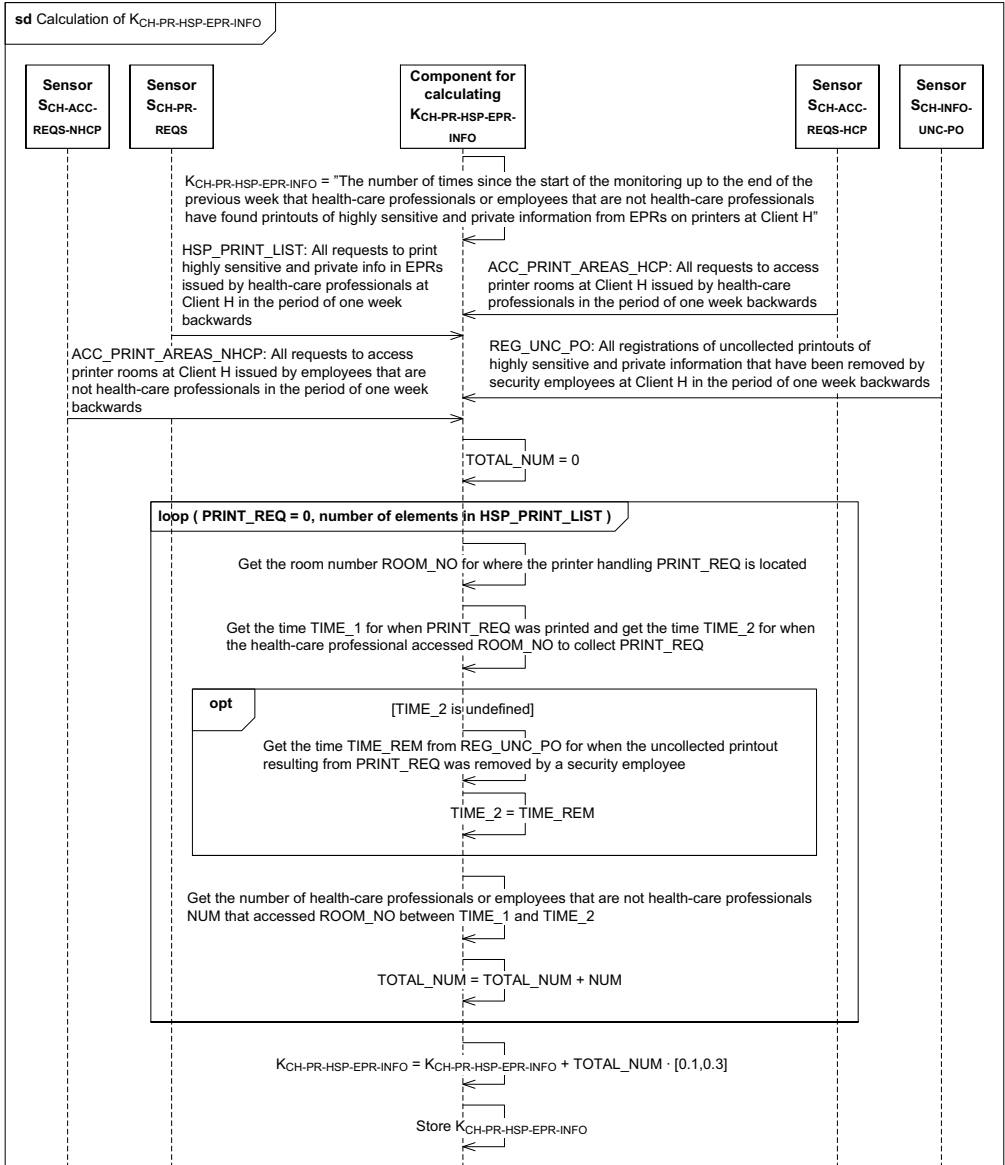 sd Calculation of KCH-PR-HSP-EPR-INFO
Sensor
SCH-ACC-
REQS-NHCP
Sensor
SCH-PR-
REQS
Component for
calculating
KCH-PR-HSP-EPR-
INFO
Sensor
SCH-ACC-
REQS-HCP
Sensor
SCH-INFO-
UNC-PO
KCH-PR-HSP-EPR-INFO = ”The number of times since the start of the monitoring up to the end of the
previous week that health-care professionals or employees that are not health-care professionals
have found printouts of highly sensitive and private information from EPRs on printers at Client H”
HSP_PRINT_LIST: All requests to print
highly sensitive and private info in EPRs
issued by health-care professionals at
Client H in the period of one week
backwards
ACC_PRINT_AREAS_HCP: All requests to access
printer rooms at Client H issued by health-care
professionals in the period of one week backwards
ACC_PRINT_AREAS_NHCP: All requests to access
printer rooms at Client H issued by employees that are
not health-care professionals in the period of one week
backwards
REG_UNC_PO: All registrations of uncollected printouts of
highly sensitive and private information that have been removed by
security employees at Client H in the period of one week backwards
TOTAL_NUM = 0
loop ( PRINT_REQ = 0, number of elements in HSP_PRINT_LIST )
Get the room number ROOM_NO for where the printer handling PRINT_REQ is located
Get the time TIME_1 for when PRINT_REQ was printed and get the time TIME_2 for when
the health-care professional accessed ROOM_NO to collect PRINT_REQ
opt
[TIME_2 is undefined]
Get the time TIME_REM from REG_UNC_PO for when the uncollected printout
resulting from PRINT_REQ was removed by a security employee
TIME_2 = TIME_REM
Get the number of health-care professionals or employees that are not health-care professionals
NUM that accessed ROOM_NO between TIME_1 and TIME_2
TOTAL_NUM = TOTAL_NUM + NUM
KCH-PR-HSP-EPR-INFO = KCH-PR-HSP-EPR-INFO + TOTAL_NUM · [0.1,0.3]
Store KCH-PR-HSP-EPR-INFO